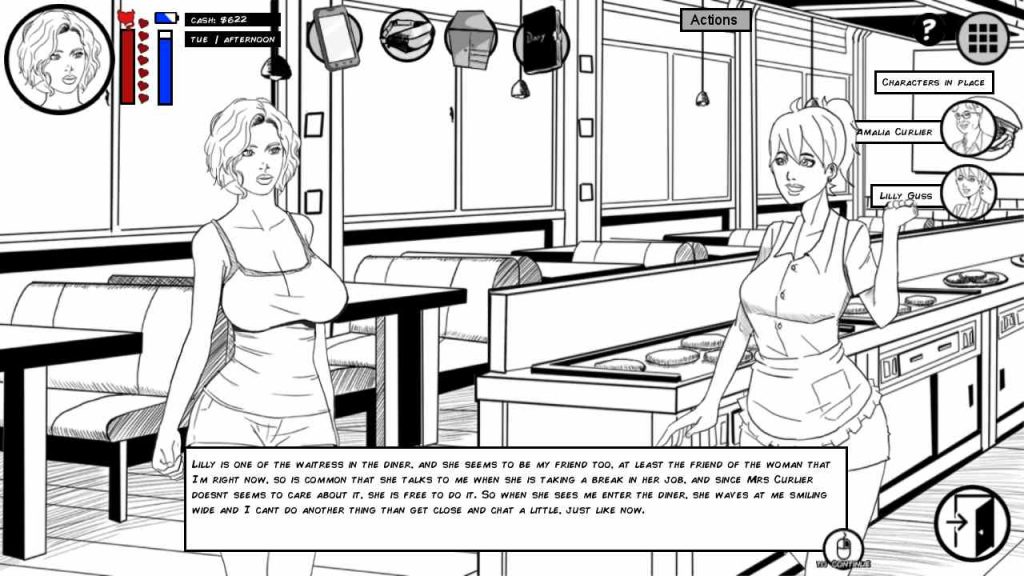 CASH: $622
TUE | AFTERNOON
Diary
Actions
?
CHARACTERS IN PLACE
AMALIA CURLIER
LILLY GUSS
LILLY IS ONE OF THE WAITRESS IN THE DINER, AND SHE SEEMS TO BE MY FRIEND TOO, AT LEAST THE FRIEND OF THE WOMAN THAT
I'M RIGHT NOW, SO IS COMMON THAT SHE TALKS TO ME WHEN SHE IS TAKING A BREAK IN HER JOB, AND SINCE MRS CURLIER
DOESNT SEEMS TO CARE ABOUT IT, SHE IS FREE TO DO IT. SO WHEN SHE SEES ME ENTER THE DINER, SHE WAVES AT ME SMILING
WIDE AND I CANT DO ANOTHER THING THAN GET CLOSE AND CHAT A LITTLE, JUST LIKE NOW.
TO CONTINUE